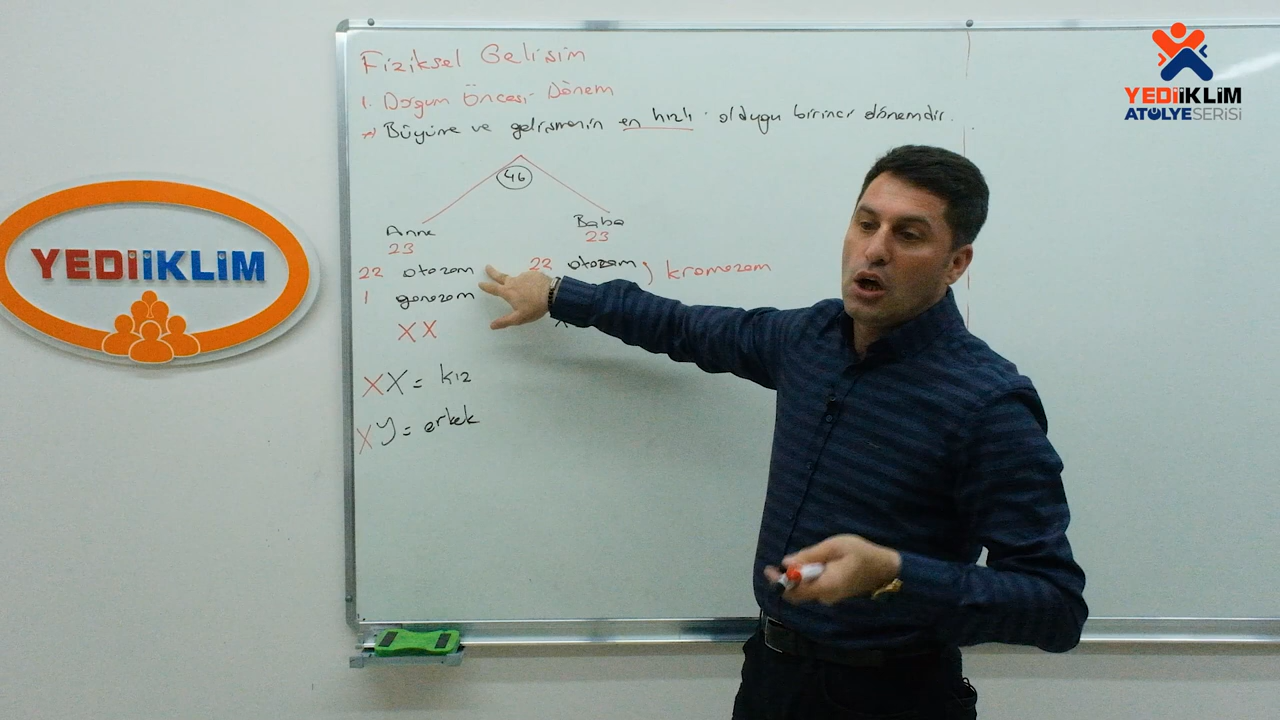 Fiziksel Gelişim
1. Doğum Öncesi Dönem
*) Büyüme ve gelişmenin en hızlı olduğu birinci dönemdir.
46
Anne
Baba
23
23
22 otozom
22 otozom
) kromozom
1 gonozom
XX
X
XX = kız
XY = erkek
YEDİİKLİM
YEDİİKLİM
ATÖLYESERİSİ